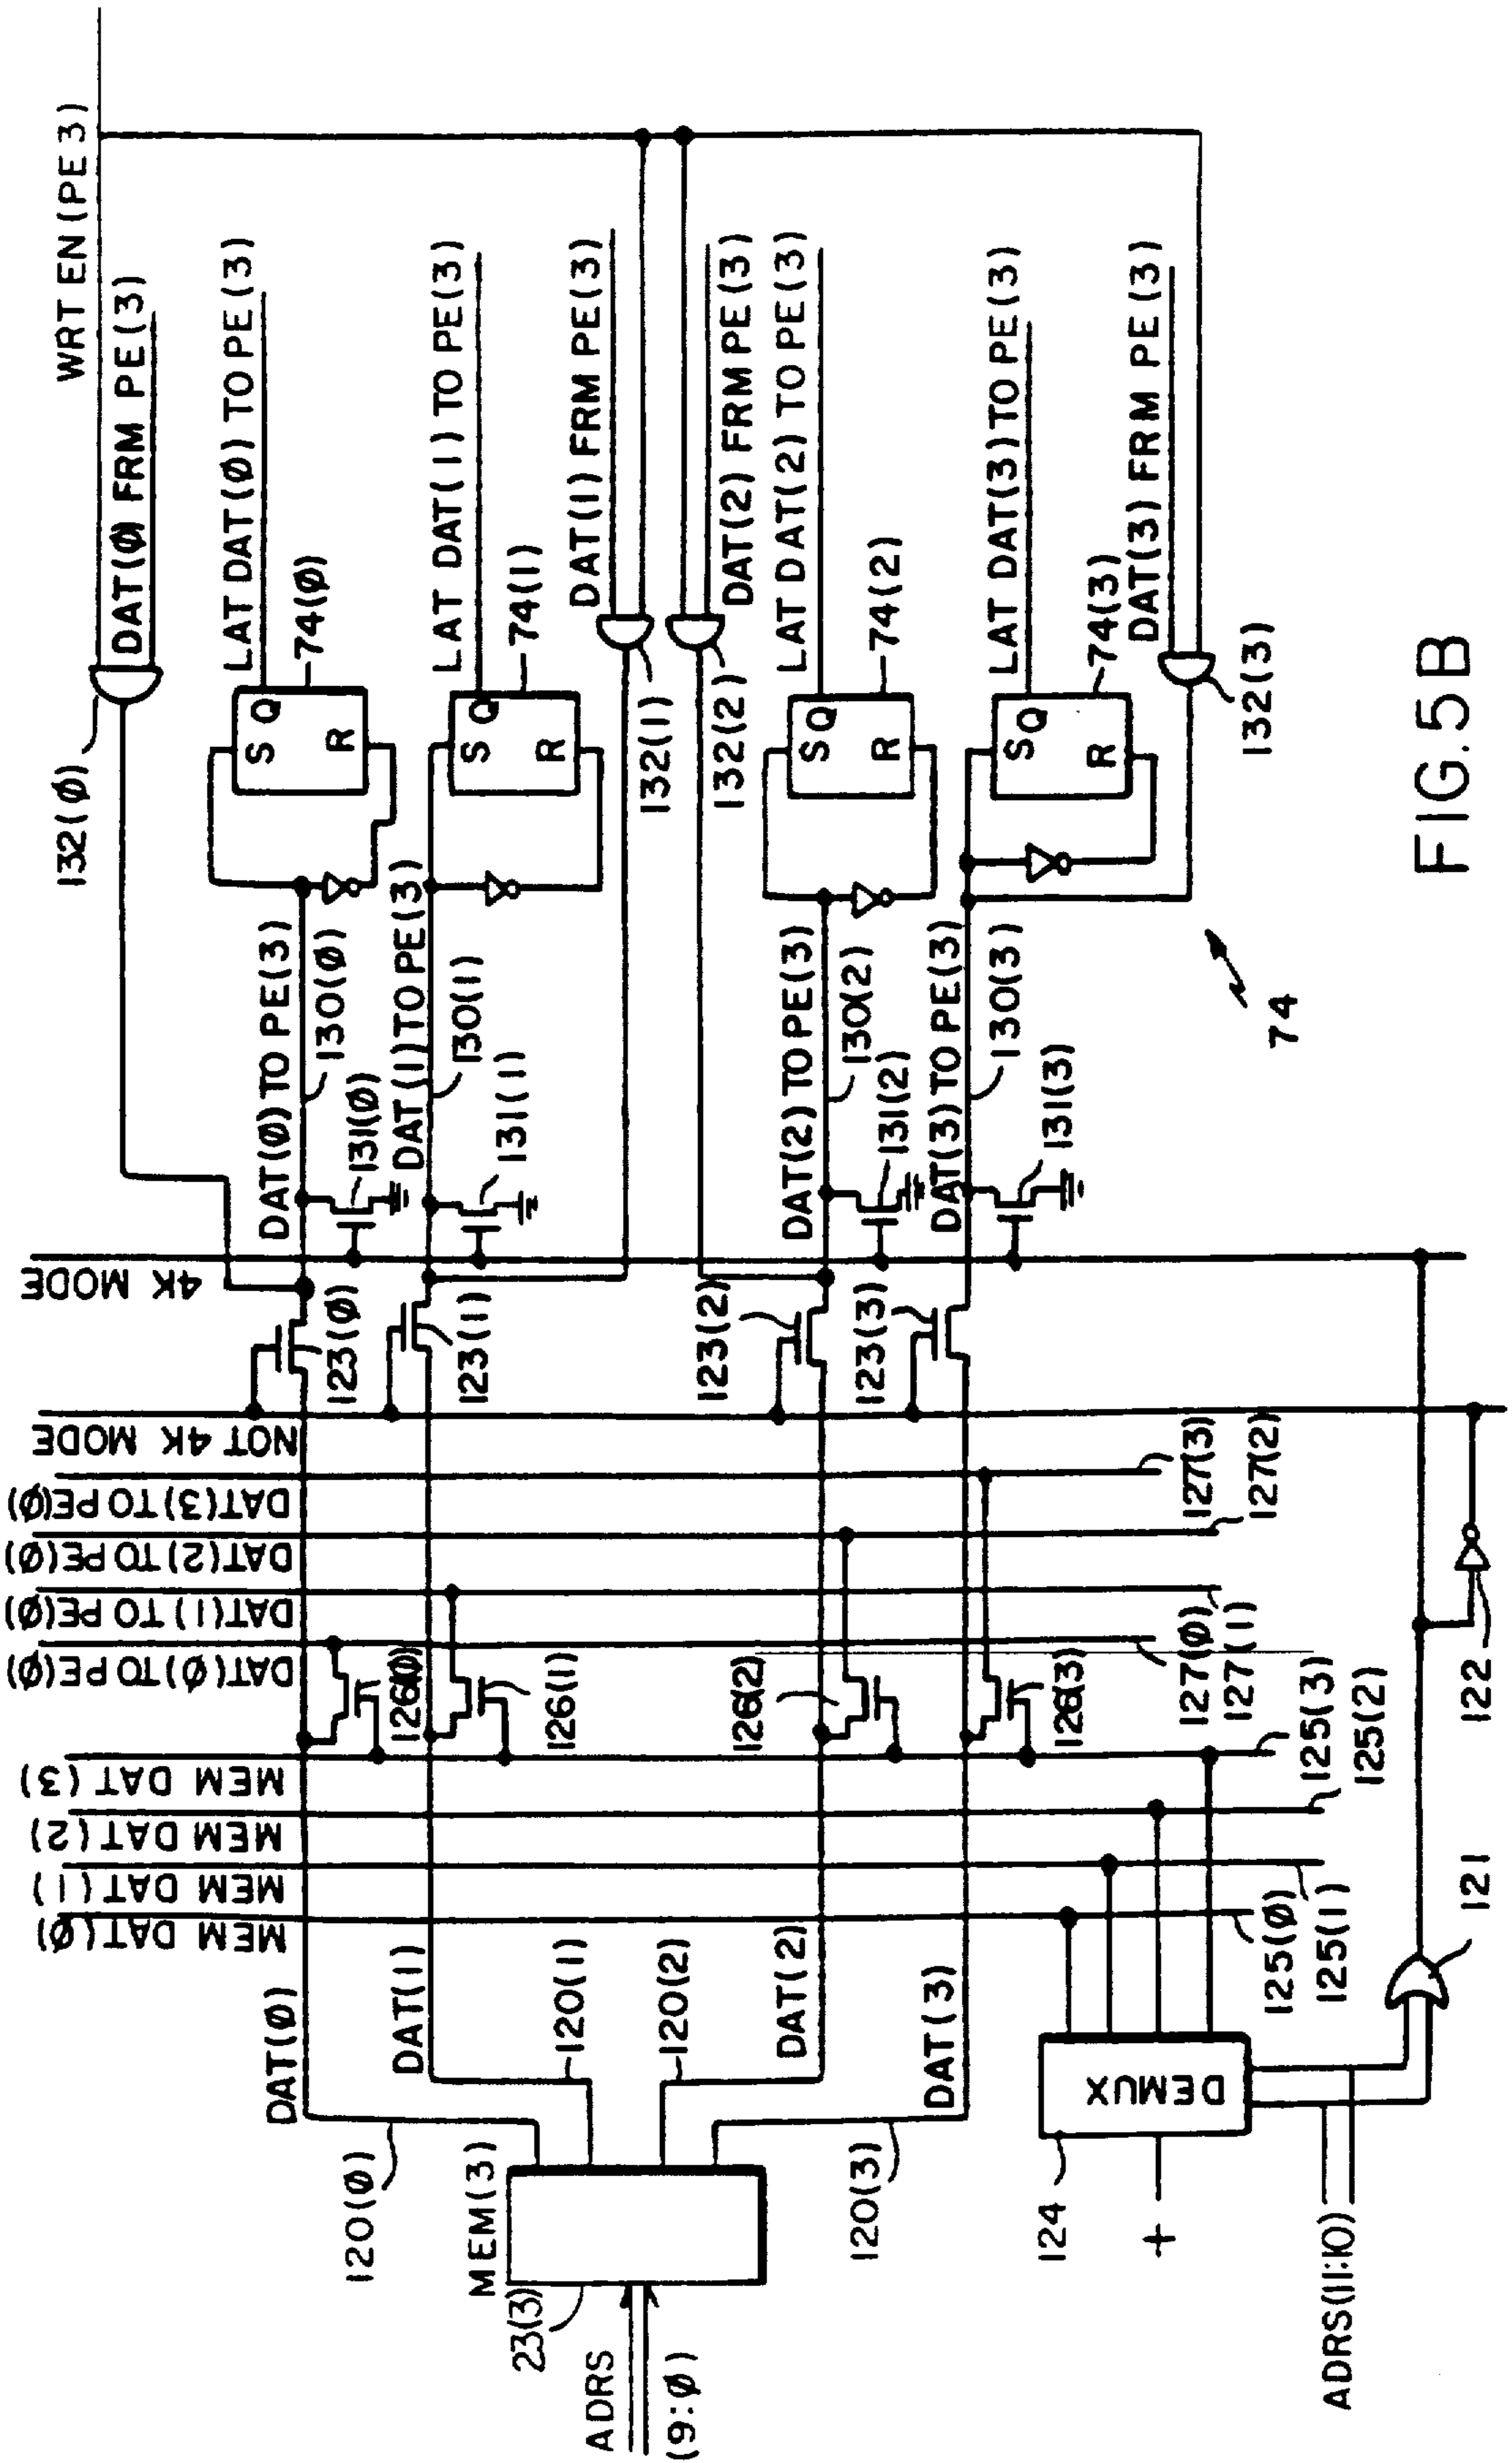 WRT EN (PE 3)
132(Ø)
DAT(Ø) FRM PE(3)
LAT DAT(Ø) TO PE(3)
S Q
R
74(Ø)
DAT(Ø) TO PE(3)
130(Ø)
131(Ø)
LAT DAT(1) TO PE(3)
S Q
R
74(1)
DAT(1) TO PE(3)
130(1)
131(1)
DAT(1) FRM PE(3)
132(1)
132(2)
DAT(2) FRM PE(3)
LAT DAT(2) TO PE(3)
S Q
R
74(2)
DAT(2) TO PE(3)
130(2)
131(2)
LAT DAT(3) TO PE(3)
S Q
R
74(3)
DAT(3) TO PE(3)
130(3)
131(3)
DAT(3) FRM PE(3)
132(3)
74
4K MODE
NOT 4K MODE
123(Ø)
123(1)
123(2)
123(3)
DAT(3) TO PE(Ø)
DAT(2) TO PE(Ø)
DAT(1) TO PE(Ø)
DAT(Ø) TO PE(Ø)
126(Ø)
126(1)
126(2)
126(3)
127(3)
127(2)
127(Ø)
127(1)
MEM DAT(3)
MEM DAT(2)
MEM DAT(1)
MEM DAT(Ø)
125(3)
125(2)
125(Ø)
125(1)
DAT(Ø)
DAT(1)
DAT(2)
DAT(3)
120(Ø)
120(1)
120(2)
120(3)
MEM(3)
23(3)
ADRS
(9:Ø)
124
+
DEMUX
ADRS(11:10)
121
122
FIG. 5B